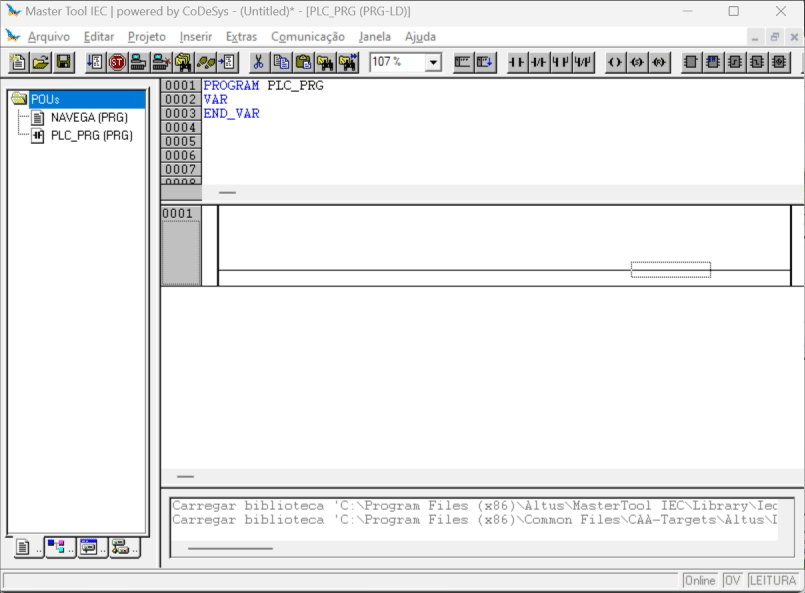 Master Tool IEC | powered by CoDeSys - (Untitled)* - [PLC_PRG (PRG-LD)]
Arquivo Editar Projeto Inserir Extras Comunicação Janela Ajuda
107 %
POUs
NAVEGA (PRG)
PLC_PRG (PRG)
0001 PROGRAM PLC_PRG
0002 VAR
0003 END_VAR
0004
0005
0006
0007
0008
0001
Carregar biblioteca 'C:\Program Files (x86)\Altus\MasterTool IEC\Library\Iec
Carregar biblioteca 'C:\Program Files (x86)\Common Files\CAA-Targets\Altus\
Online OV LEITURA